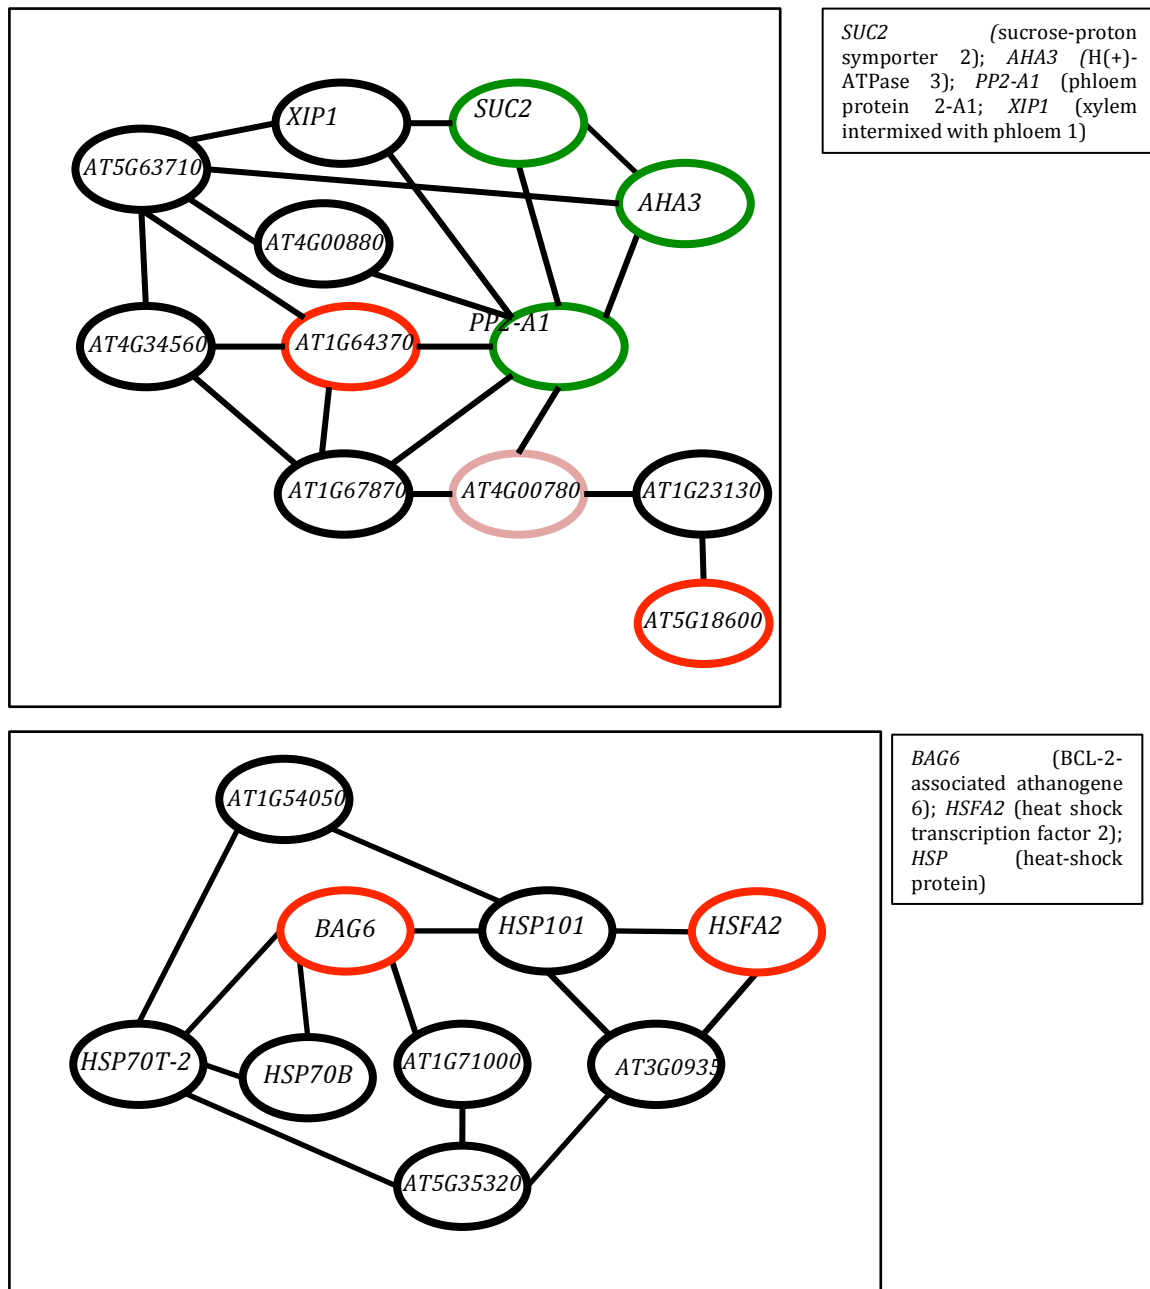 SUC2 (sucrose-proton
symporter 2); AHA3 (H(+)-
ATPase 3); PP2-A1 (phloem
protein 2-A1; XIP1 (xylem
intermixed with phloem 1)
XIP1
SUC2
AT5G63710
AHA3
AT4G00880
PP2-A1
AT4G34560
AT1G64370
AT1G67870
AT4G00780
AT1G23130
AT5G18600
BAG6 (BCL-2-
associated athanogene
6); HSFA2 (heat shock
transcription factor 2);
HSP (heat-shock
protein)
AT1G54050
BAG6
HSP101
HSFA2
HSP70T-2
HSP70B
AT1G71000
AT3G0935
AT5G35320